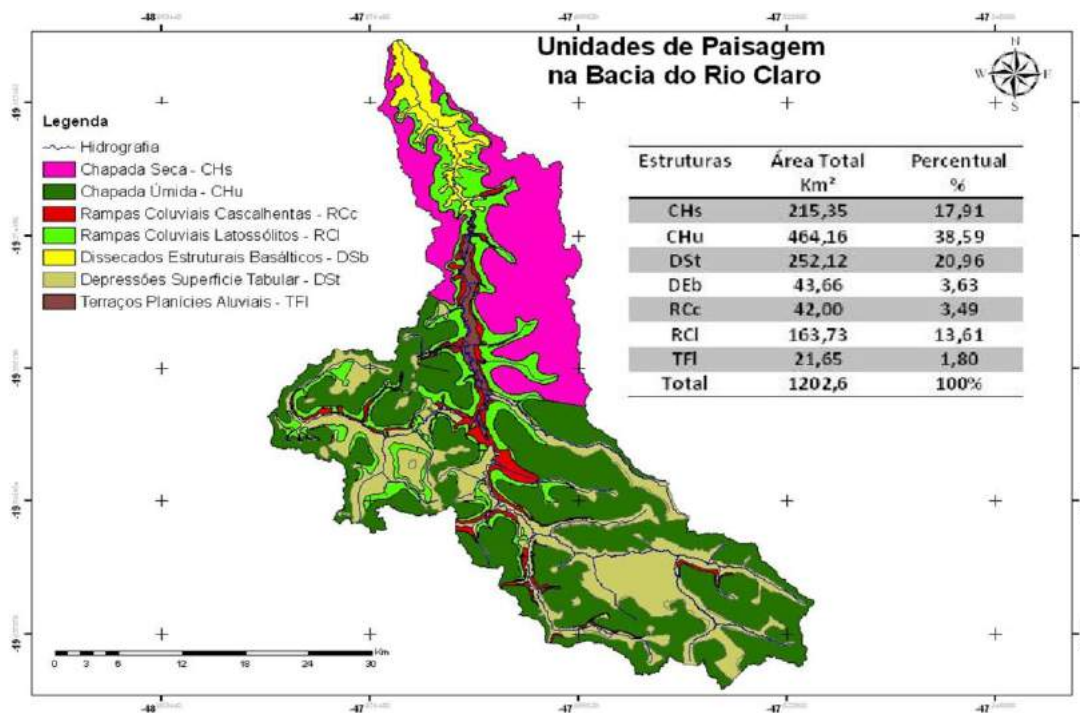 Unidades de Paisagem
na Bacia do Rio Claro
N
W
E
S
Legenda
Hidrografia
Chapada Seca - CHs
Chapada Úmida - CHu
Rampas Coluviais Cascalhentas - RCc
Rampas Coluviais Latossólitos - RCl
Dissecados Estruturais Basálticos - DSb
Depressões Superfície Tabular - DSt
Terraços Planícies Aluviais - TFl
Estruturas Área Total Percentual
Km² %
CHs 215,35 17,91
CHu 464,16 38,59
DSt 252,12 20,96
DEb 43,66 3,63
RCc 42,00 3,49
RCl 163,73 13,61
TFl 21,65 1,80
Total 1202,6 100%
Km
0 3 6 12 18 24 30